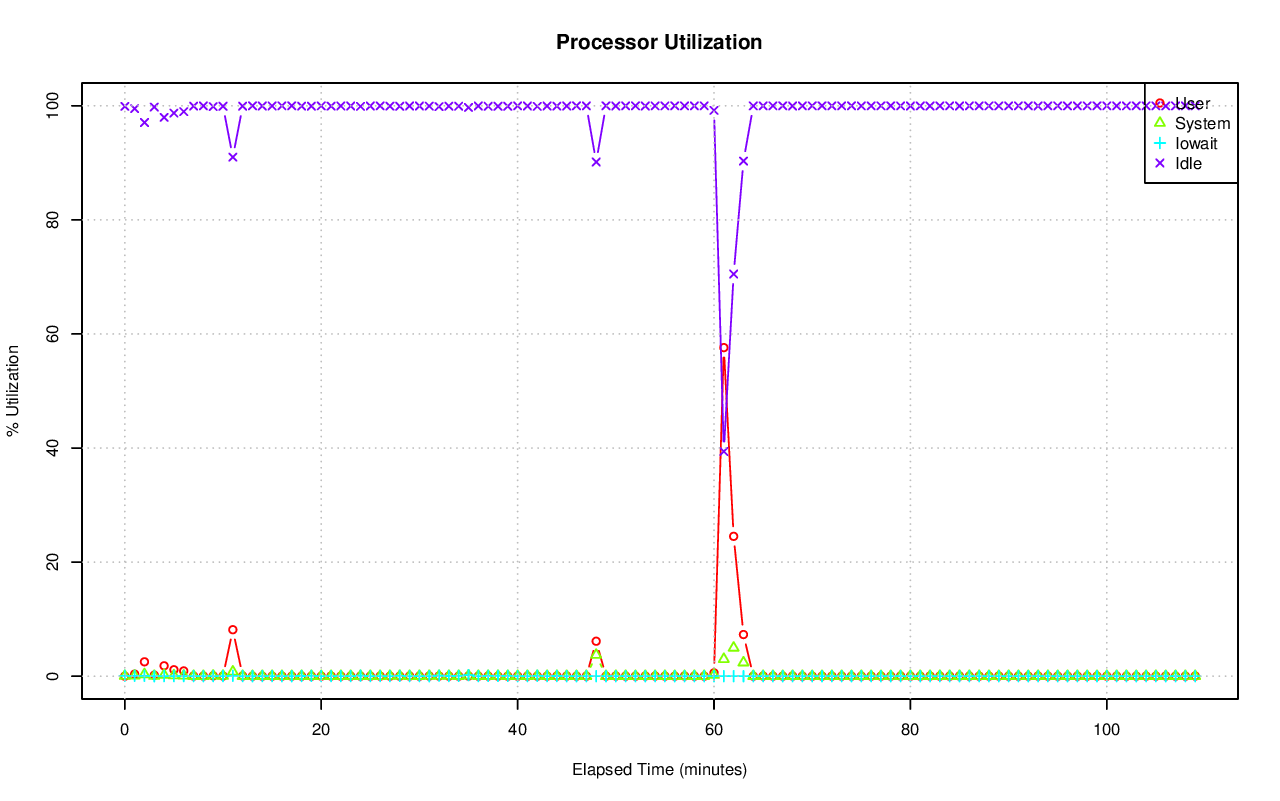 Processor Utilization
% Utilization
100
80
60
40
20
0
User
System
Iowait
Idle
0 20 40 60 80 100
Elapsed Time (minutes)